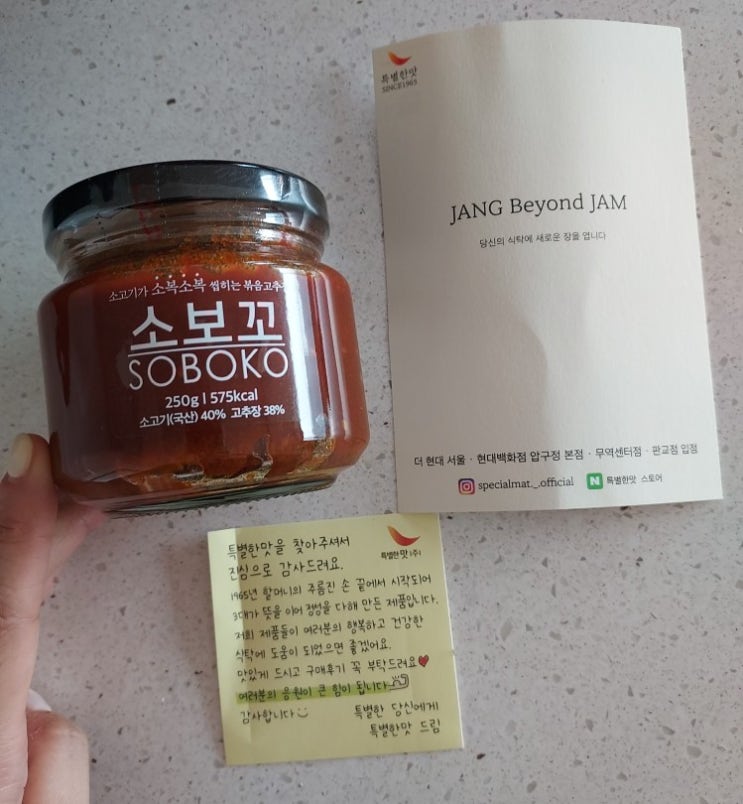 소고기가 소복소복 씹히는 볶음고추
소보꼬
SOBOKO
250g | 575kcal
소고기(국산) 40% 고추장 38%
특별한맛
SINCE1965
JANG Beyond JAM
당신의 식탁에 새로운 장을 엽니다
더 현대 서울 · 현대백화점 압구정 본점 · 무역센터점 · 판교점 입점
specialmat._.official N 특별한맛 스토어
특별한맛(주)
특별한맛을 찾아주셔서
진심으로 감사드려요.
1965년 할머니의 주름진 손 끝에서 시작되어
3대가 뜻을 이어 정성을 다해 만든 제품입니다.
저희 제품들이 여러분의 행복하고 건강한
식탁에 도움이 되었으면 좋겠어요.
맛있게 드시고 구매후기 꼭 부탁드려요♥
여러분의 응원이 큰 힘이 됩니다
감사합니다 특별한 당신에게
특별한맛 드림